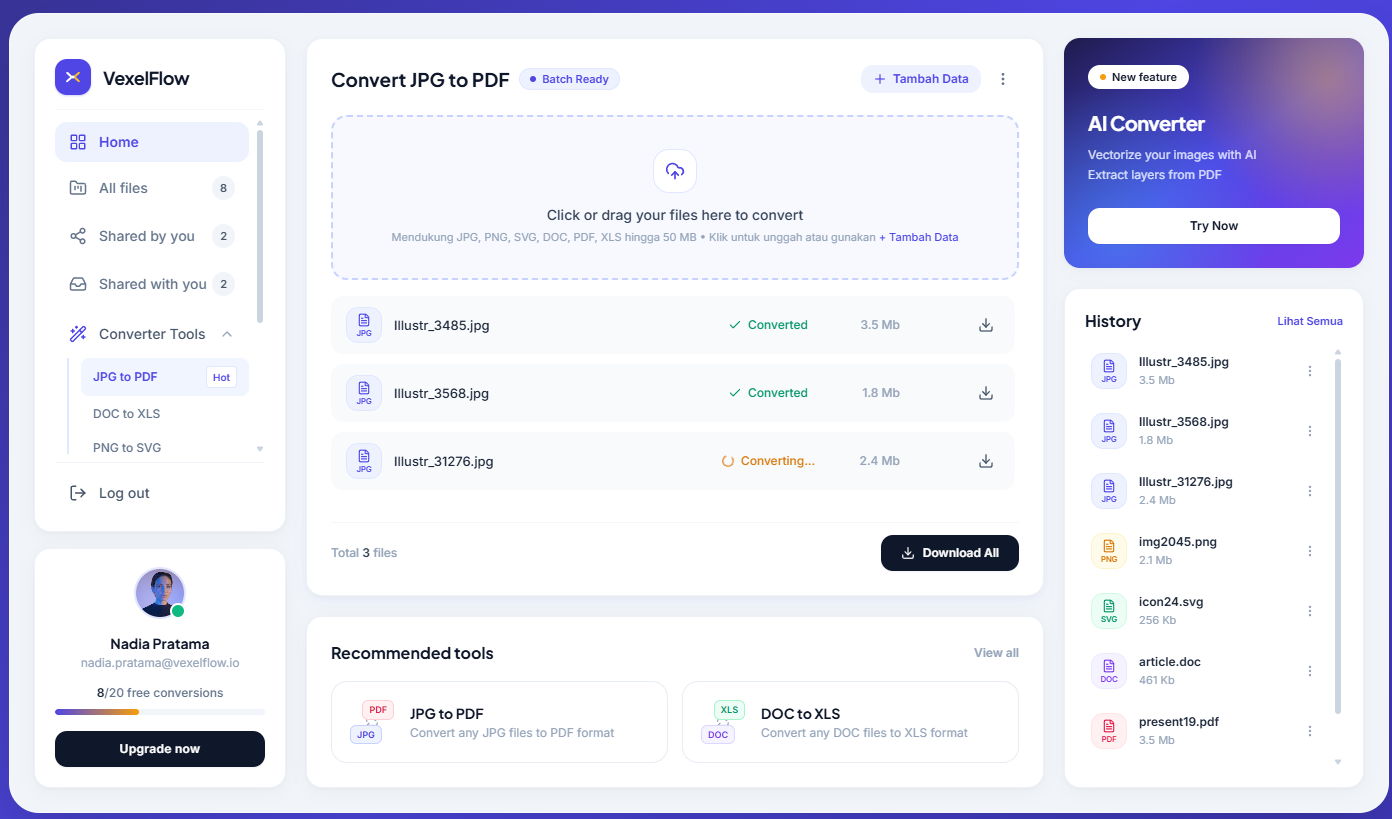 VexelFlow
Home
All files 8
Shared by you 2
Shared with you 2
Converter Tools
JPG to PDF Hot
DOC to XLS
PNG to SVG
Log out
Nadia Pratama
nadia.pratama@vexelflow.io
8/20 free conversions
Upgrade now
Convert JPG to PDF Batch Ready + Tambah Data
Click or drag your files here to convert
Mendukung JPG, PNG, SVG, DOC, PDF, XLS hingga 50 MB • Klik untuk unggah atau gunakan + Tambah Data
JPG Illustr_3485.jpg Converted 3.5 Mb
JPG Illustr_3568.jpg Converted 1.8 Mb
JPG Illustr_31276.jpg Converting... 2.4 Mb
Total 3 files Download All
Recommended tools View all
PDF
JPG
JPG to PDF
Convert any JPG files to PDF format
XLS
DOC
DOC to XLS
Convert any DOC files to XLS format
New feature
AI Converter
Vectorize your images with AI
Extract layers from PDF
Try Now
History Lihat Semua
JPG
Illustr_3485.jpg
3.5 Mb
JPG
Illustr_3568.jpg
1.8 Mb
JPG
Illustr_31276.jpg
2.4 Mb
PNG
img2045.png
2.1 Mb
SVG
icon24.svg
256 Kb
DOC
article.doc
461 Kb
PDF
present19.pdf
3.5 Mb